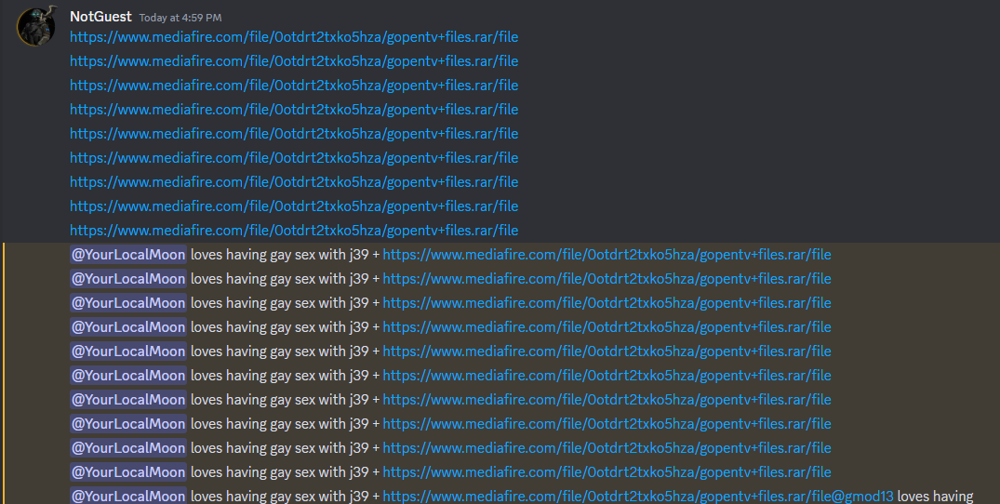 NotGuest Today at 4:59 PM
https://www.mediafire.com/file/0otdrt2txko5hza/gopentv+files.rar/file
https://www.mediafire.com/file/0otdrt2txko5hza/gopentv+files.rar/file
https://www.mediafire.com/file/0otdrt2txko5hza/gopentv+files.rar/file
https://www.mediafire.com/file/0otdrt2txko5hza/gopentv+files.rar/file
https://www.mediafire.com/file/0otdrt2txko5hza/gopentv+files.rar/file
https://www.mediafire.com/file/0otdrt2txko5hza/gopentv+files.rar/file
https://www.mediafire.com/file/0otdrt2txko5hza/gopentv+files.rar/file
https://www.mediafire.com/file/0otdrt2txko5hza/gopentv+files.rar/file
https://www.mediafire.com/file/0otdrt2txko5hza/gopentv+files.rar/file
@YourLocalMoon loves having gay sex with j39 + https://www.mediafire.com/file/0otdrt2txko5hza/gopentv+files.rar/file
@YourLocalMoon loves having gay sex with j39 + https://www.mediafire.com/file/0otdrt2txko5hza/gopentv+files.rar/file
@YourLocalMoon loves having gay sex with j39 + https://www.mediafire.com/file/0otdrt2txko5hza/gopentv+files.rar/file
@YourLocalMoon loves having gay sex with j39 + https://www.mediafire.com/file/0otdrt2txko5hza/gopentv+files.rar/file
@YourLocalMoon loves having gay sex with j39 + https://www.mediafire.com/file/0otdrt2txko5hza/gopentv+files.rar/file
@YourLocalMoon loves having gay sex with j39 + https://www.mediafire.com/file/0otdrt2txko5hza/gopentv+files.rar/file
@YourLocalMoon loves having gay sex with j39 + https://www.mediafire.com/file/0otdrt2txko5hza/gopentv+files.rar/file
@YourLocalMoon loves having gay sex with j39 + https://www.mediafire.com/file/0otdrt2txko5hza/gopentv+files.rar/file
@YourLocalMoon loves having gay sex with j39 + https://www.mediafire.com/file/0otdrt2txko5hza/gopentv+files.rar/file
@YourLocalMoon loves having gay sex with j39 + https://www.mediafire.com/file/0otdrt2txko5hza/gopentv+files.rar/file
@YourLocalMoon loves having gay sex with j39 + https://www.mediafire.com/file/0otdrt2txko5hza/gopentv+files.rar/file@gmod13 loves having